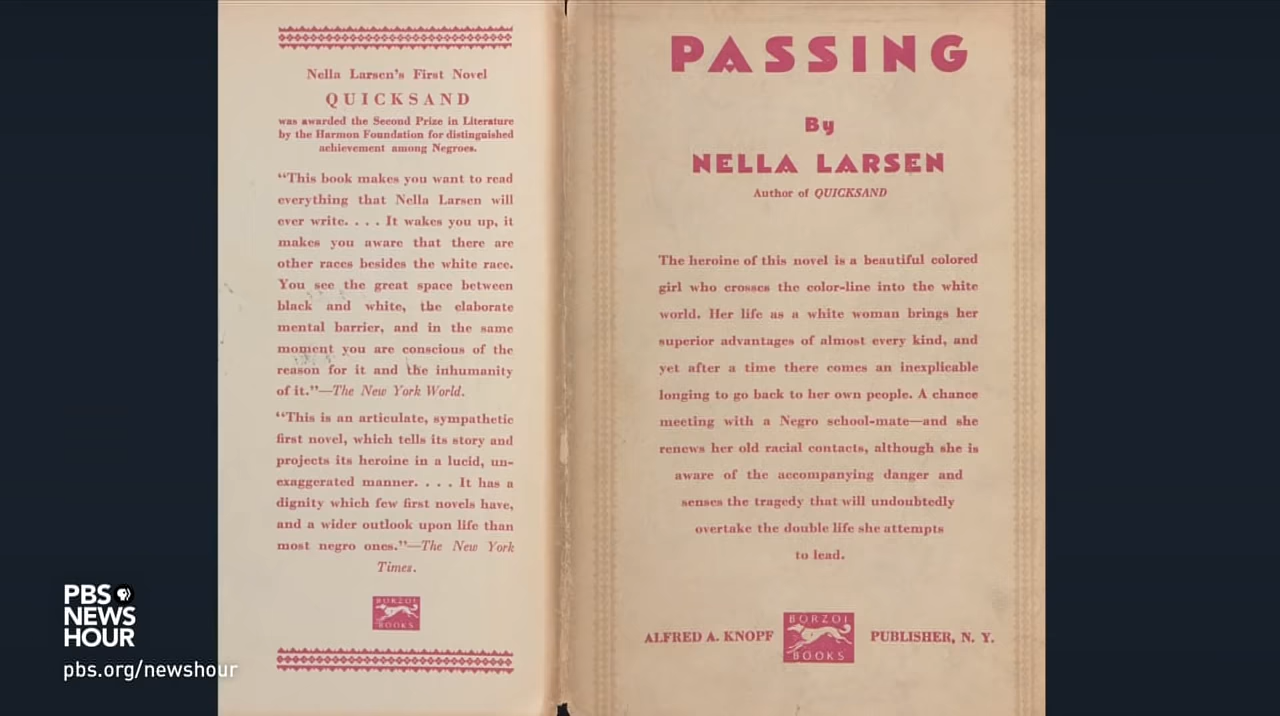 Nella Larsen's First Novel
QUICKSAND
was awarded the Second Prize in Literature
by the Harmon Foundation for distinguished
achievement among Negroes.
“This book makes you want to read
everything that Nella Larsen will
ever write. . . . It wakes you up, it
makes you aware that there are
other races besides the white race.
You see the great space between
black and white, the elaborate
mental barrier, and in the same
moment you are conscious of the
reason for it and the inhumanity
of it.”—The New York World.
“This is an articulate, sympathetic
first novel, which tells its story and
projects its heroine in a lucid, un-
exaggerated manner. . . . It has a
dignity which few first novels have,
and a wider outlook upon life than
most negro ones.”—The New York
Times.
BORZOI
BOOKS
PASSING
By
NELLA LARSEN
Author of QUICKSAND
The heroine of this novel is a beautiful colored
girl who crosses the color-line into the white
world. Her life as a white woman brings her
superior advantages of almost every kind, and
yet after a time there comes an inexplicable
longing to go back to her own people. A chance
meeting with a Negro school-mate—and she
renews her old racial contacts, although she is
aware of the accompanying danger and
senses the tragedy that will undoubtedly
overtake the double life she attempts
to lead.
ALFRED A. KNOPF
BORZOI
BOOKS
PUBLISHER, N. Y.
PBS
NEWS
HOUR
pbs.org/newshour